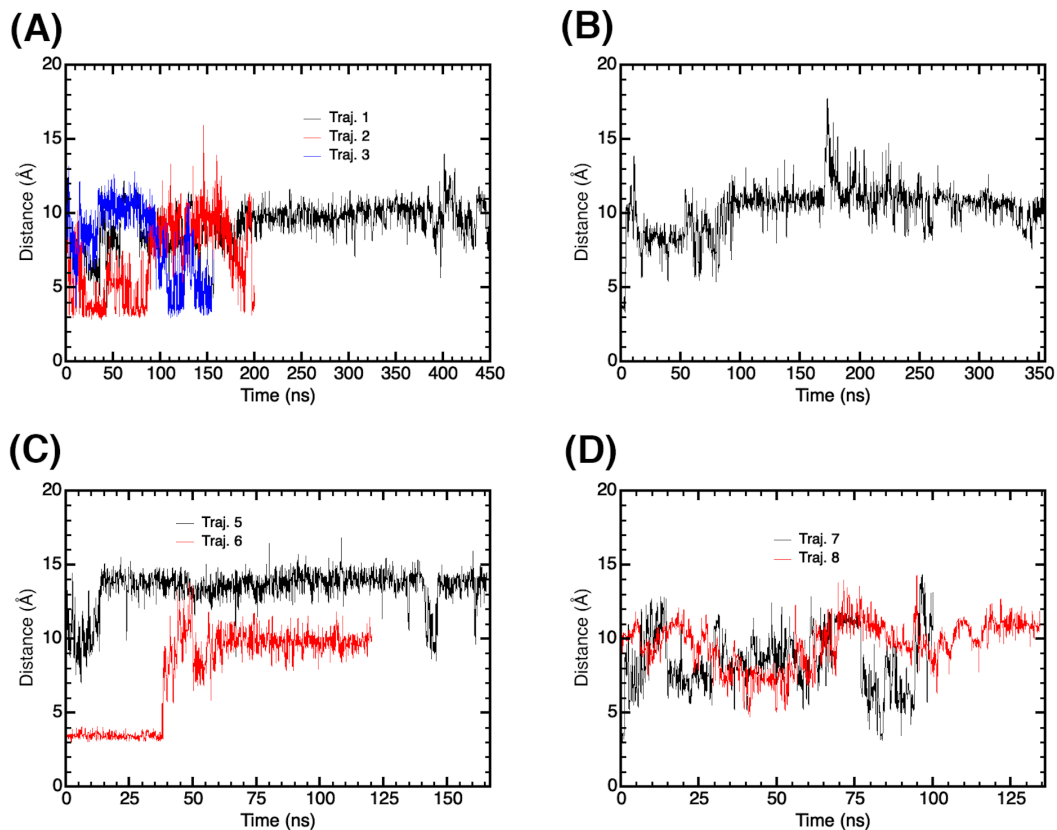 (A)
20
15
10
5
0
Distance (Å)
Traj. 1
Traj. 2
Traj. 3
0 50 100 150 200 250 300 350 400 450
Time (ns)
(B)
20
15
10
5
0
Distance (Å)
0 50 100 150 200 250 300 350
Time (ns)
(C)
20
15
10
5
0
Distance (Å)
Traj. 5
Traj. 6
0 25 50 75 100 125 150
Time (ns)
(D)
20
15
10
5
0
Distance (Å)
Traj. 7
Traj. 8
0 25 50 75 100 125
Time (ns)